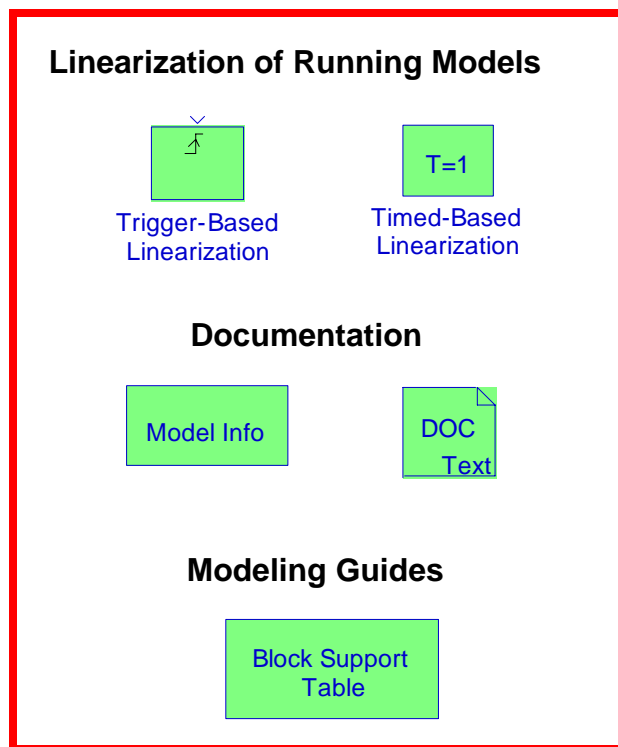 Linearization of Running Models
T=1
Trigger-Based
Linearization
Timed-Based
Linearization
Documentation
Model Info
DOC
Text
Modeling Guides
Block Support
Table